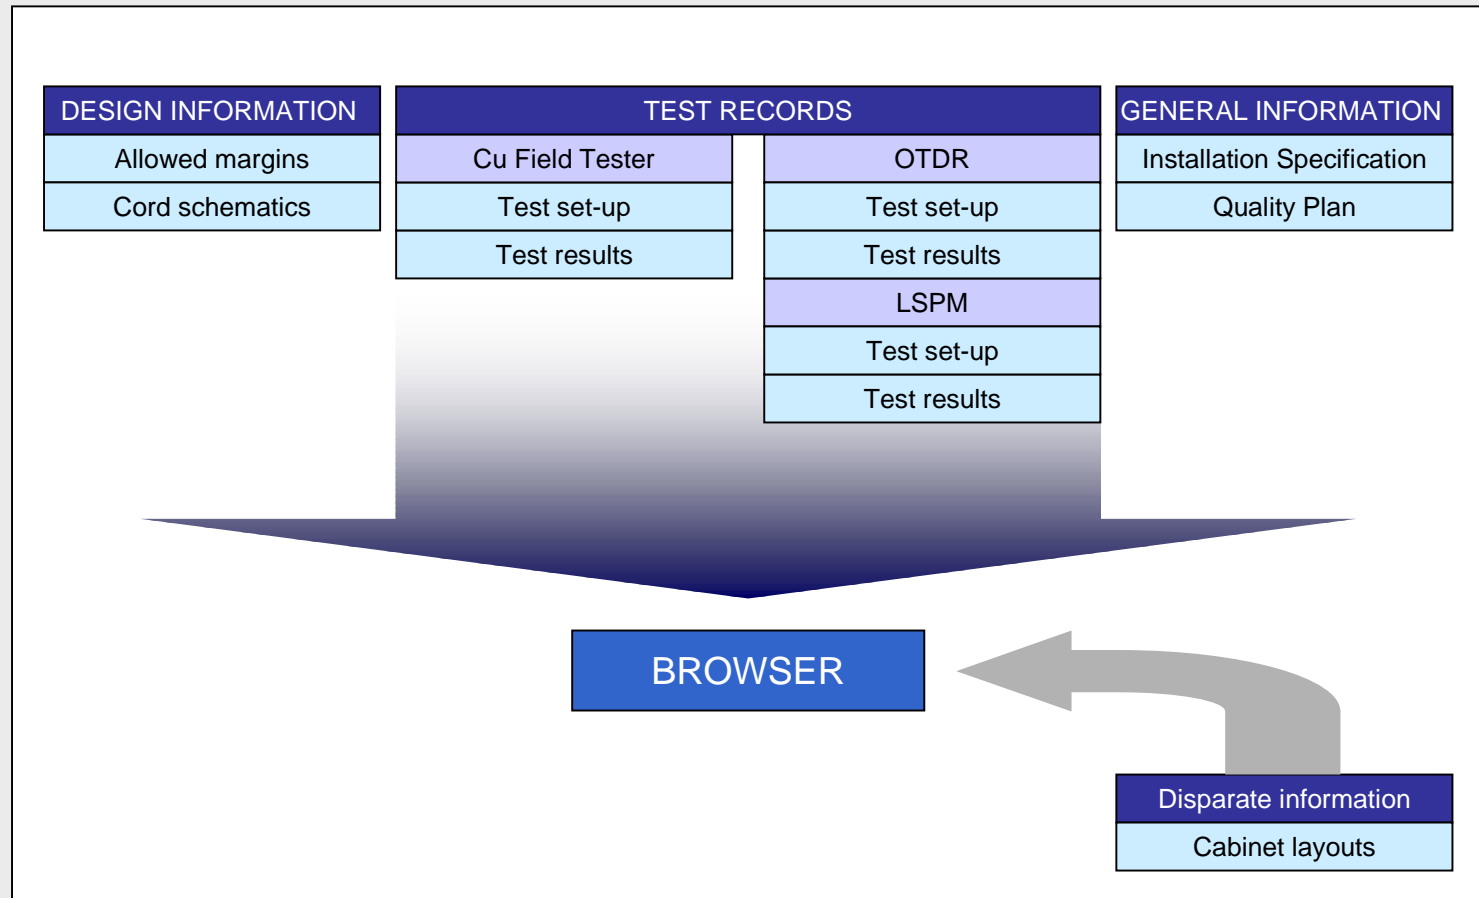 DESIGN INFORMATION
Allowed margins
Cord schematics
TEST RECORDS
Cu Field Tester
Test set-up
Test results
OTDR
Test set-up
Test results
LSPM
Test set-up
Test results
GENERAL INFORMATION
Installation Specification
Quality Plan
BROWSER
Disparate information
Cabinet layouts